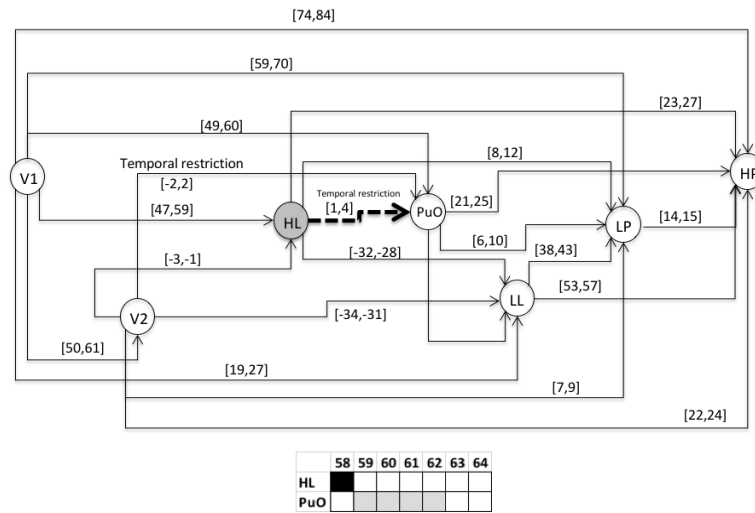 [74,84]
[59,70]
[23,27]
[49,60]
[8,12]
Temporal restriction
[-2,2]
Temporal restriction
[1,4]
V1
HP
[21,25]
PuO
[47,59]
HL
LP
[14,15]
[6,10]
[-32,-28]
[38,43]
[-3,-1]
[53,57]
LL
V2
[-34,-31]
[50,61]
[19,27]
[7,9]
[22,24]
58 59 60 61 62 63 64
HL
PuO